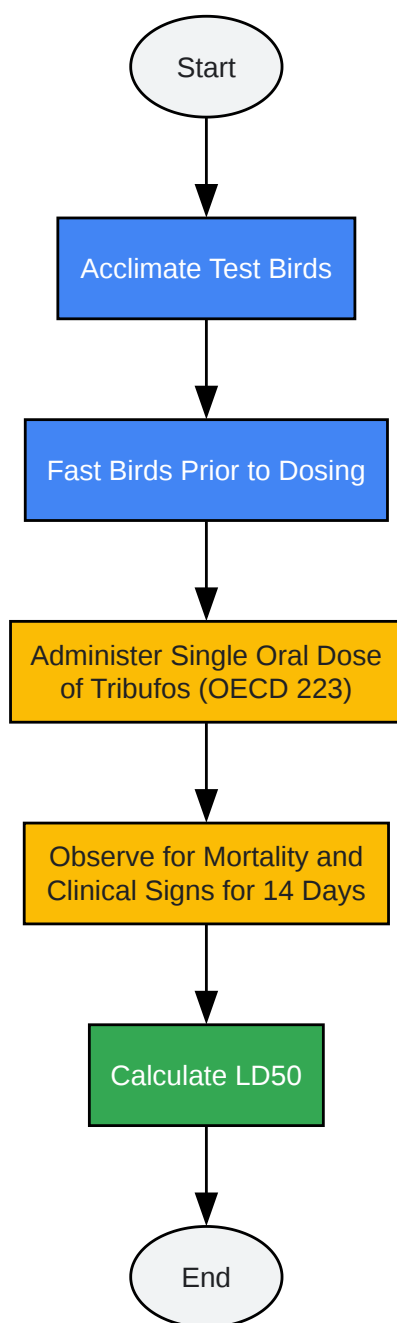 Start
Acclimate Test Birds
Fast Birds Prior to Dosing
Administer Single Oral Dose
of Tribufos (OECD 223)
Observe for Mortality and
Clinical Signs for 14 Days
Calculate LD50
End